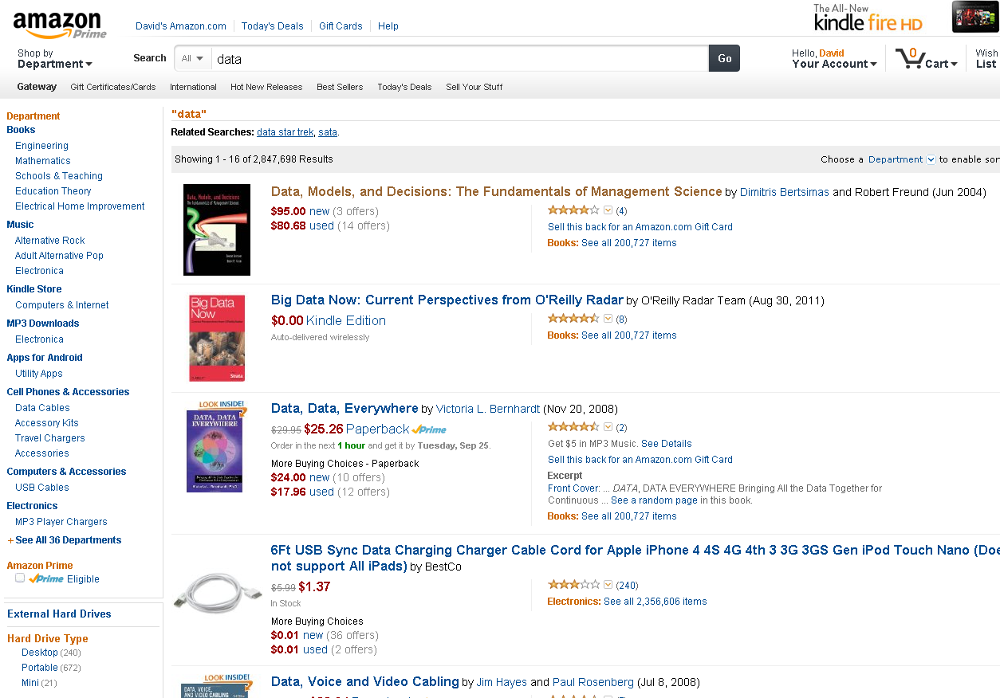 amazon
Prime
David's Amazon.com
Today's Deals
Gift Cards
Help
The All-New
kindle fire HD
Shop by
Department
Search
All
data
Go
Hello, David
Your Account
0
Cart
Wish
List
Gateway
Gift Certificates/Cards
International
Hot New Releases
Best Sellers
Today's Deals
Sell Your Stuff
Department
Books
Engineering
Mathematics
Schools & Teaching
Education Theory
Electrical Home Improvement
Music
Alternative Rock
Adult Alternative Pop
Electronica
Kindle Store
Computers & Internet
MP3 Downloads
Electronica
Apps for Android
Utility Apps
Cell Phones & Accessories
Data Cables
Accessory Kits
Travel Chargers
Accessories
Computers & Accessories
USB Cables
Electronics
MP3 Player Chargers
+ See All 36 Departments
Amazon Prime
Prime Eligible
External Hard Drives
Hard Drive Type
Desktop (240)
Portable (672)
Mini (21)
"data"
Related Searches: data star trek, sata.
Showing 1 - 16 of 2,847,698 Results
Choose a Department to enable sor
Data, Models, and Decisions
The Fundamentals of Management Science
Data, Models, and Decisions: The Fundamentals of Management Science by Dimitris Bertsimas and Robert Freund (Jun 2004)
$95.00 new (3 offers)
$80.68 used (14 offers)
(4)
Sell this back for an Amazon.com Gift Card
Books: See all 200,727 items
Big Data
Now
Strata
Big Data Now: Current Perspectives from O'Reilly Radar by O'Reilly Radar Team (Aug 30, 2011)
$0.00 Kindle Edition
Auto-delivered wirelessly
(8)
Books: See all 200,727 items
LOOK INSIDE!
DATA, DATA
EVERYWHERE
Data, Data, Everywhere by Victoria L. Bernhardt (Nov 20, 2008)
$29.95 $25.26 Paperback Prime
Order in the next 1 hour and get it by Tuesday, Sep 25.
More Buying Choices - Paperback
$24.00 new (10 offers)
$17.96 used (12 offers)
(2)
Get $5 in MP3 Music. See Details
Sell this back for an Amazon.com Gift Card
Excerpt
Front Cover: ... DATA, DATA EVERYWHERE Bringing All the Data Together for
Continuous ... See a random page in this book.
Books: See all 200,727 items
6Ft USB Sync Data Charging Charger Cable Cord for Apple iPhone 4 4S 4G 4th 3 3G 3GS Gen iPod Touch Nano (Doe
not support All iPads) by BestCo
$5.99 $1.37
In Stock
More Buying Choices
$0.01 new (36 offers)
$0.01 used (2 offers)
(240)
Electronics: See all 2,356,606 items
LOOK INSIDE!
DATA, VOICE,
AND VIDEO CABLING
Data, Voice and Video Cabling by Jim Hayes and Paul Rosenberg (Jul 8, 2008)